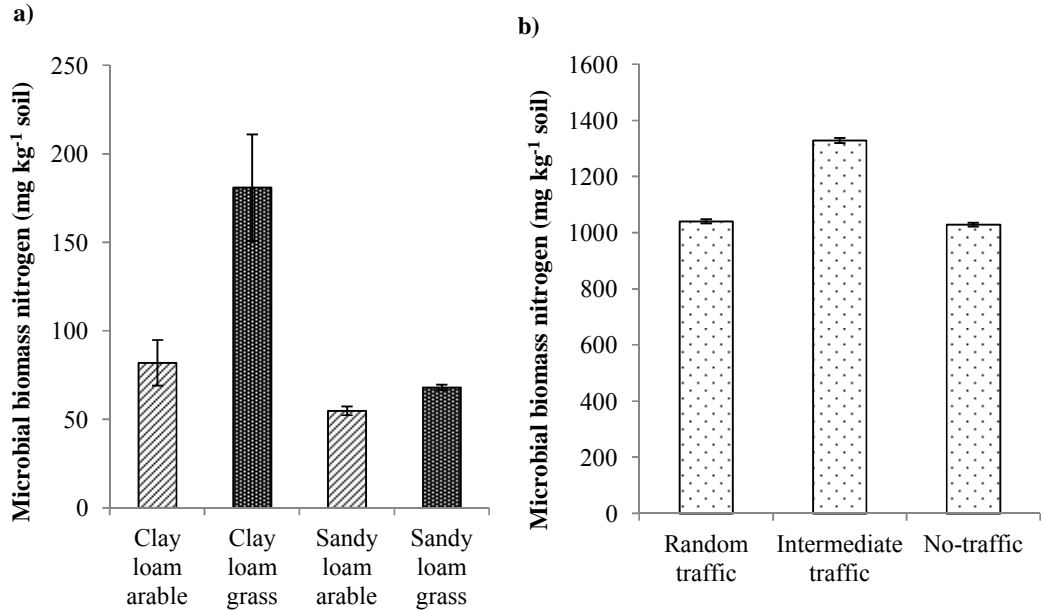 a)
Microbial biomass nitrogen (mg kg⁻¹ soil)
250
200
150
100
50
0
Clay loam arable
Clay loam grass
Sandy loam arable
Sandy loam grass
b)
Microbial biomass nitrogen (mg kg⁻¹ soil)
1600
1400
1200
1000
800
600
400
200
0
Random traffic
Intermediate traffic
No-traffic